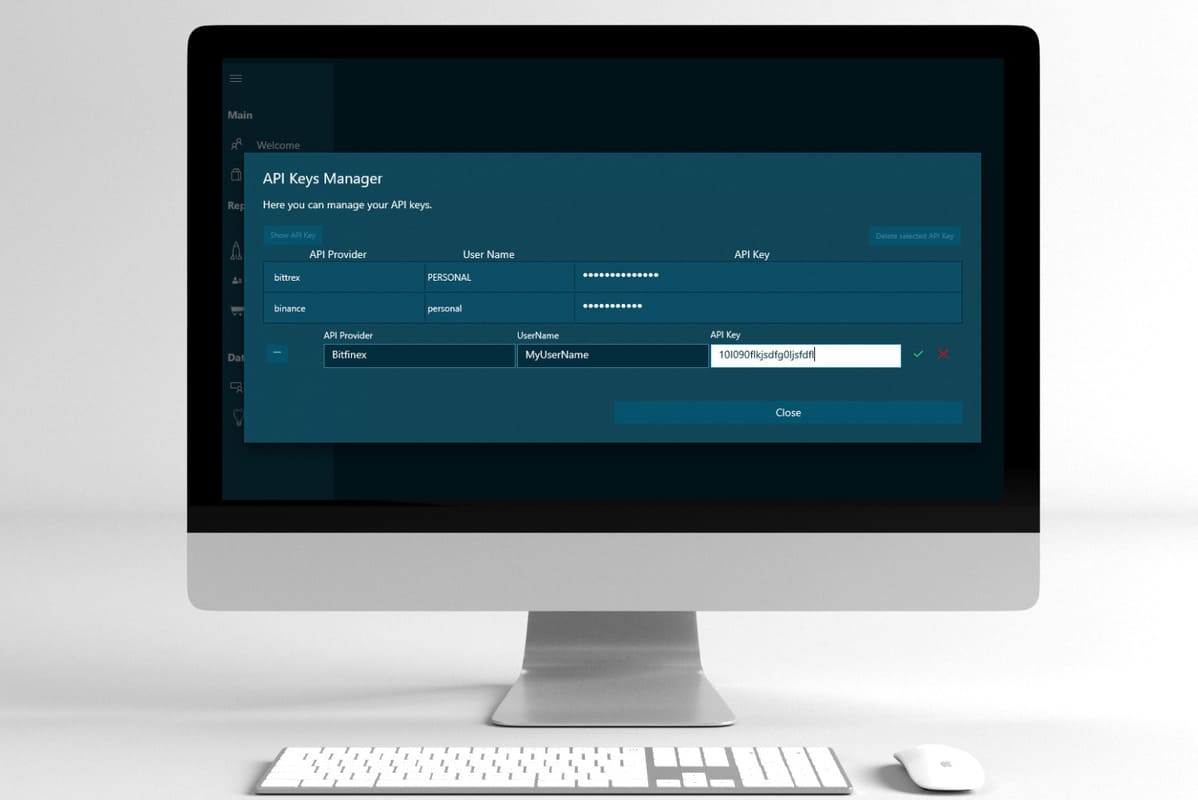 Main
Welcome
API Keys Manager
Here you can manage your API keys.
Rep
Show API Key
Delete selected API Key
API Provider User Name API Key
bittrex PERSONAL ••••••••••••••
binance personal •••••••••••
API Provider UserName API Key
Dat
Bitfinex MyUserName 10l090flkjsdfg0ljsfdfl
Close